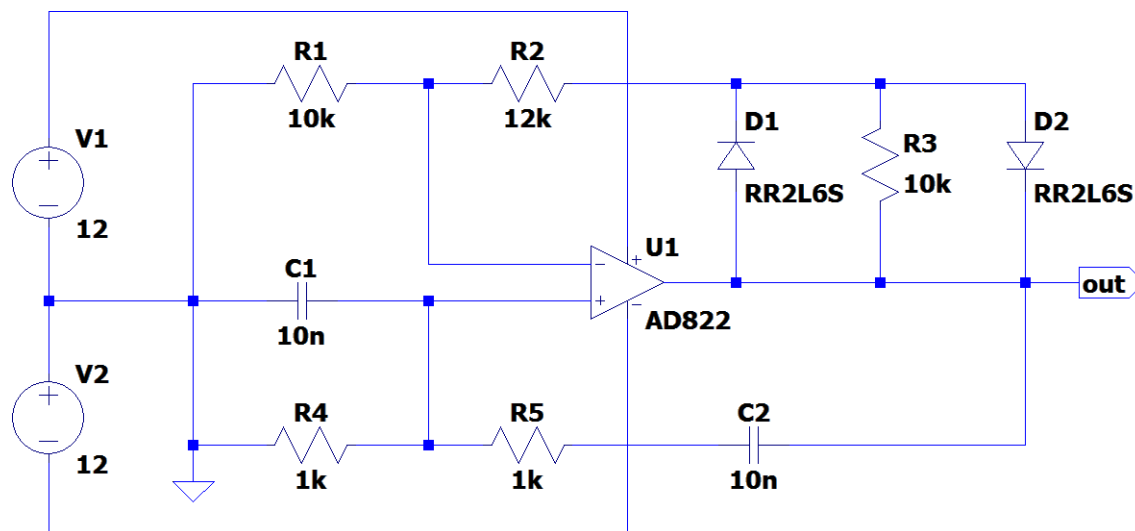 R1
10k
R2
12k
V1
12
D1
RR2L6S
R3
10k
D2
RR2L6S
C1
10n
U1
AD822
out
V2
12
R4
1k
R5
1k
C2
10n